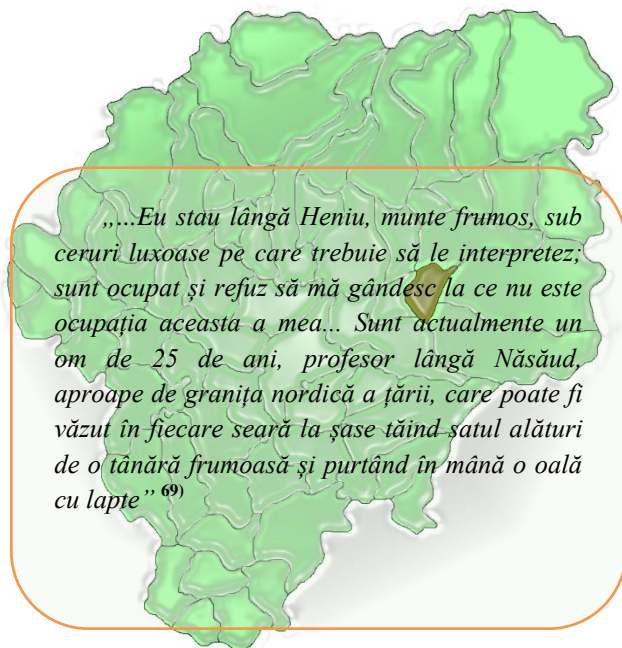 „...Eu stau lângă Heniu, munte frumos, sub
ceruri luxoase pe care trebuie să le interpretez;
sunt ocupat și refuz să mă gândesc la ce nu este
ocupația aceasta a mea... Sunt actualmente un
om de 25 de ani, profesor lângă Năsăud,
aproape de granița nordică a țării, care poate fi
văzut în fiecare seară la șase tăind satul alături
de o tânără frumoasă și purtând în mână o oală
cu lapte” 69)